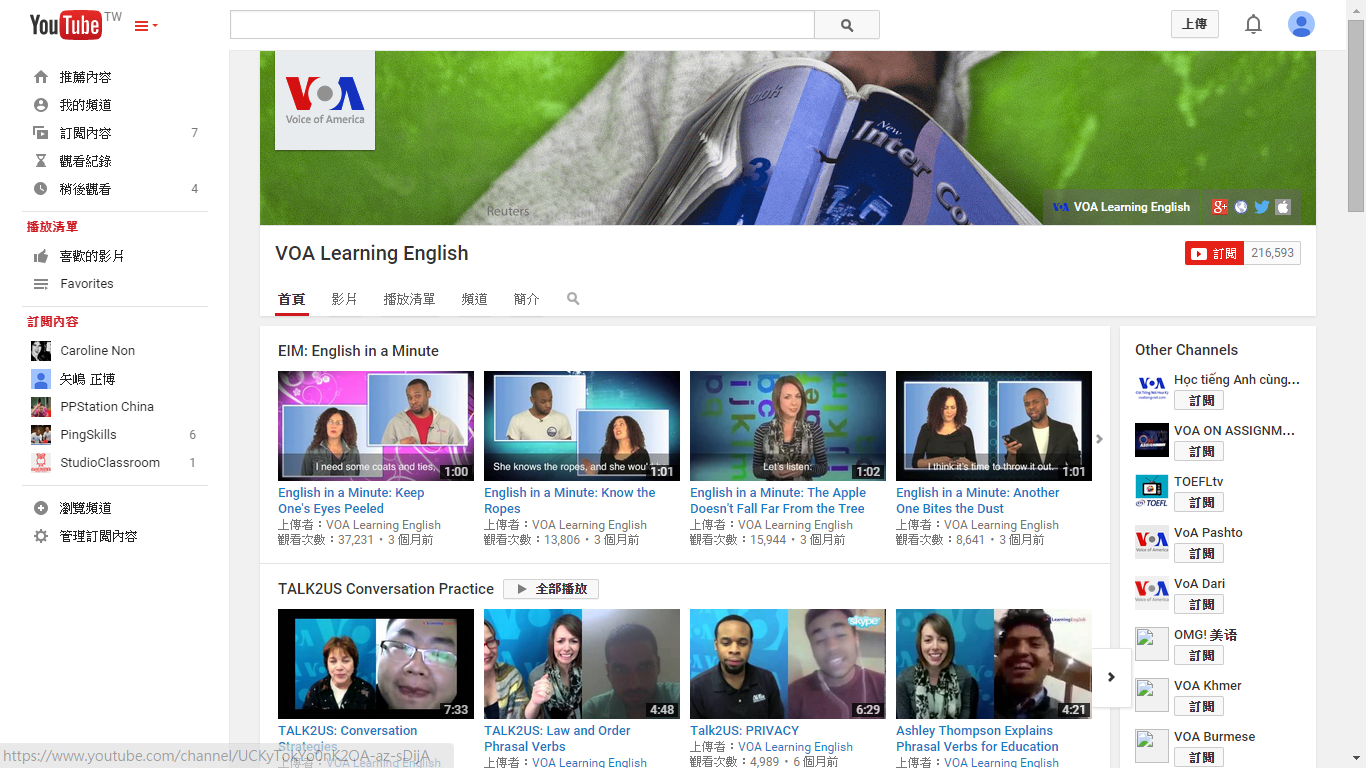 YouTube TW
上傳
推薦內容
我的頻道
訂閱內容 7
觀看紀錄
稍後觀看 4
播放清單
喜歡的影片
Favorites
訂閱內容
Caroline Non
矢嶋 正博
PPStation China
PingSkills 6
StudioClassroom 1
瀏覽頻道
管理訂閱內容
VOA
Voice of America
New
Inter
Co
3
Reuters
VOA Learning English
VOA Learning English
訂閱 216,593
首頁 影片 播放清單 頻道 簡介
EIM: English in a Minute
I need some coats and ties, 1:00
English in a Minute: Keep
One's Eyes Peeled
上傳者：VOA Learning English
觀看次數：37,231・3 個月前
She knows the ropes, and she wou 1:01
English in a Minute: Know the
Ropes
上傳者：VOA Learning English
觀看次數：13,806・3 個月前
Let's listen: 1:02
English in a Minute: The Apple
Doesn't Fall Far From the Tree
上傳者：VOA Learning English
觀看次數：15,944・3 個月前
I think it's time to throw it out. 1:01
English in a Minute: Another
One Bites the Dust
上傳者：VOA Learning English
觀看次數：8,641・3 個月前
TALK2US Conversation Practice 全部播放
7:33
TALK2US: Conversation
Strategies
VOA Learning English
4:48
TALK2US: Law and Order
Phrasal Verbs
上傳者：VOA Learning English
skype
6:29
Talk2US: PRIVACY
上傳者：VOA Learning English
觀看次數：4,989・6 個月前
4:21
Ashley Thompson Explains
Phrasal Verbs for Education
上傳者：VOA Learning English
Other Channels
Học tiếng Anh cùng...
訂閱
VOA ON ASSIGNM...
訂閱
TOEFLtv
訂閱
VoA Pashto
訂閱
VoA Dari
訂閱
OMG! 美语
訂閱
VOA Khmer
訂閱
VOA Burmese
訂閱
https://www.youtube.com/channel/UCKyTokYo0nK2OA-az-sDijA